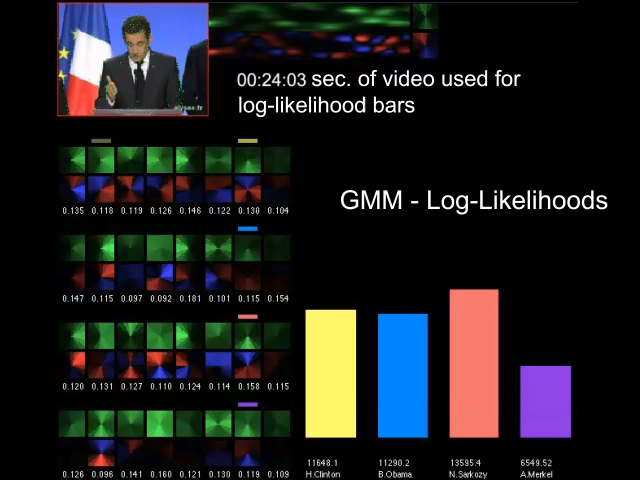 elysee.fr
00:24:03 sec. of video used for
log-likelihood bars
GMM - Log-Likelihoods
0.135 0.118 0.119 0.126 0.146 0.122 0.130 0.104
0.147 0.115 0.097 0.092 0.181 0.101 0.115 0.154
0.120 0.131 0.127 0.110 0.124 0.114 0.158 0.115
0.126 0.096 0.141 0.160 0.121 0.130 0.119 0.109
11648.1 11290.2 13595.4 6549.52
H.Clinton B.Obama N.Sarkozy A.Merkel